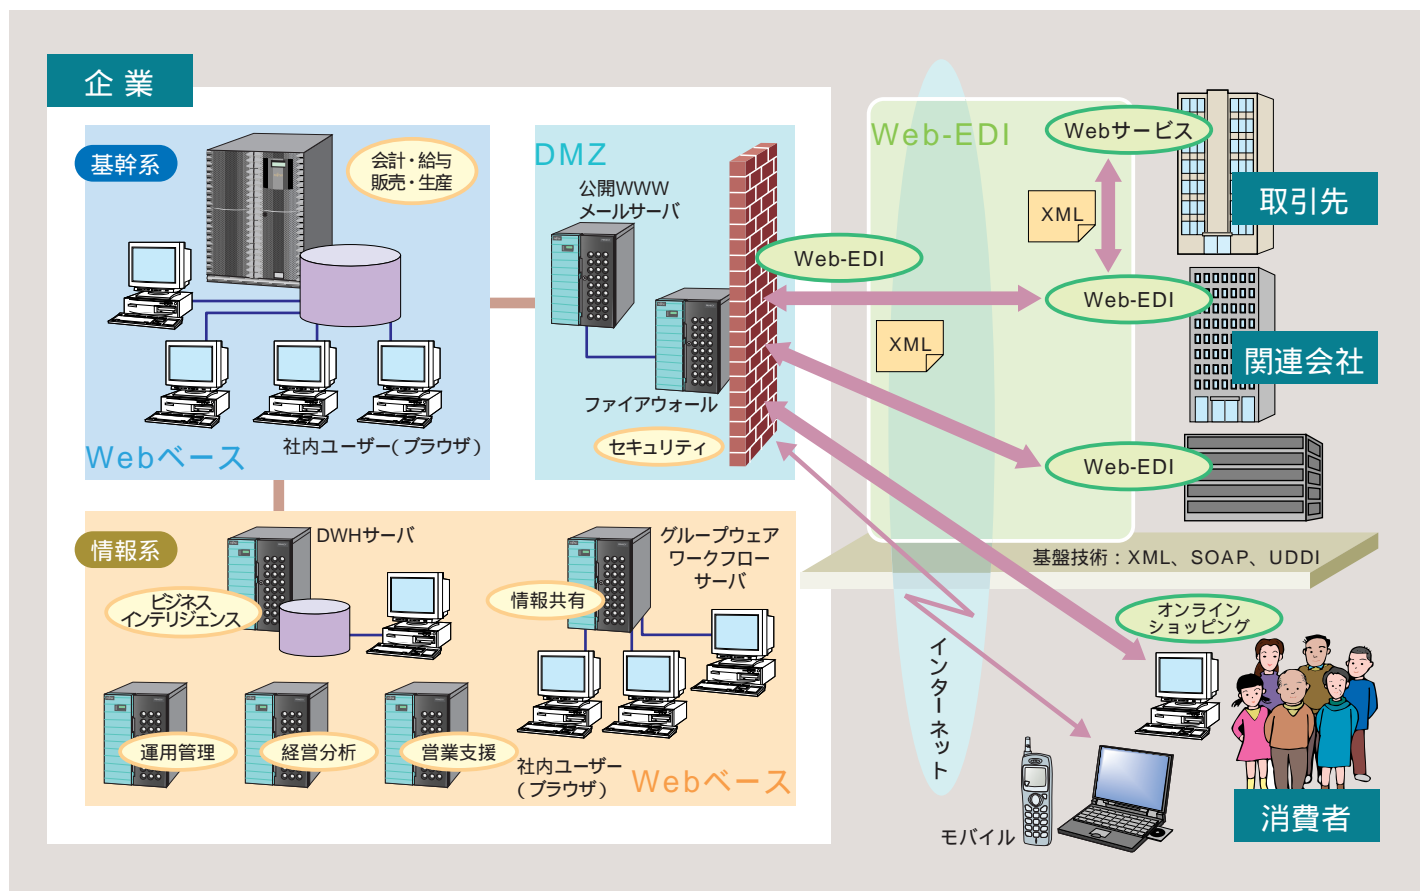 企業
基幹系
会計・給与
販売・生産
社内ユーザー(ブラウザ)
Webベース
DMZ
公開WWW
メールサーバ
ファイアウォール
セキュリティ
Web-EDI
Web-EDI
Webサービス
XML
Web-EDI
XML
Web-EDI
取引先
関連会社
基盤技術：XML、SOAP、UDDI
情報系
DWHサーバ
ビジネス
インテリジェンス
グループウェア
ワークフロー
サーバ
情報共有
運用管理
経営分析
営業支援
社内ユーザー
(ブラウザ)
Webベース
インターネット
オンライン
ショッピング
モバイル
消費者